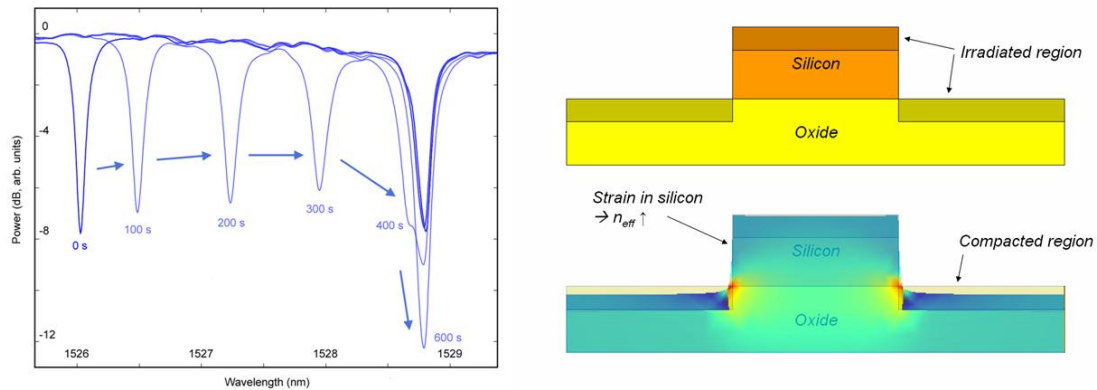 0
-4
-8
-12
Power (dB, arb. units)
0 s
100 s
200 s
300 s
400 s
600 s
1526
1527
1528
1529
Wavelength (nm)
Silicon
Oxide
Irradiated region
Strain in silicon
→ neff ↑
Silicon
Compacted region
Oxide